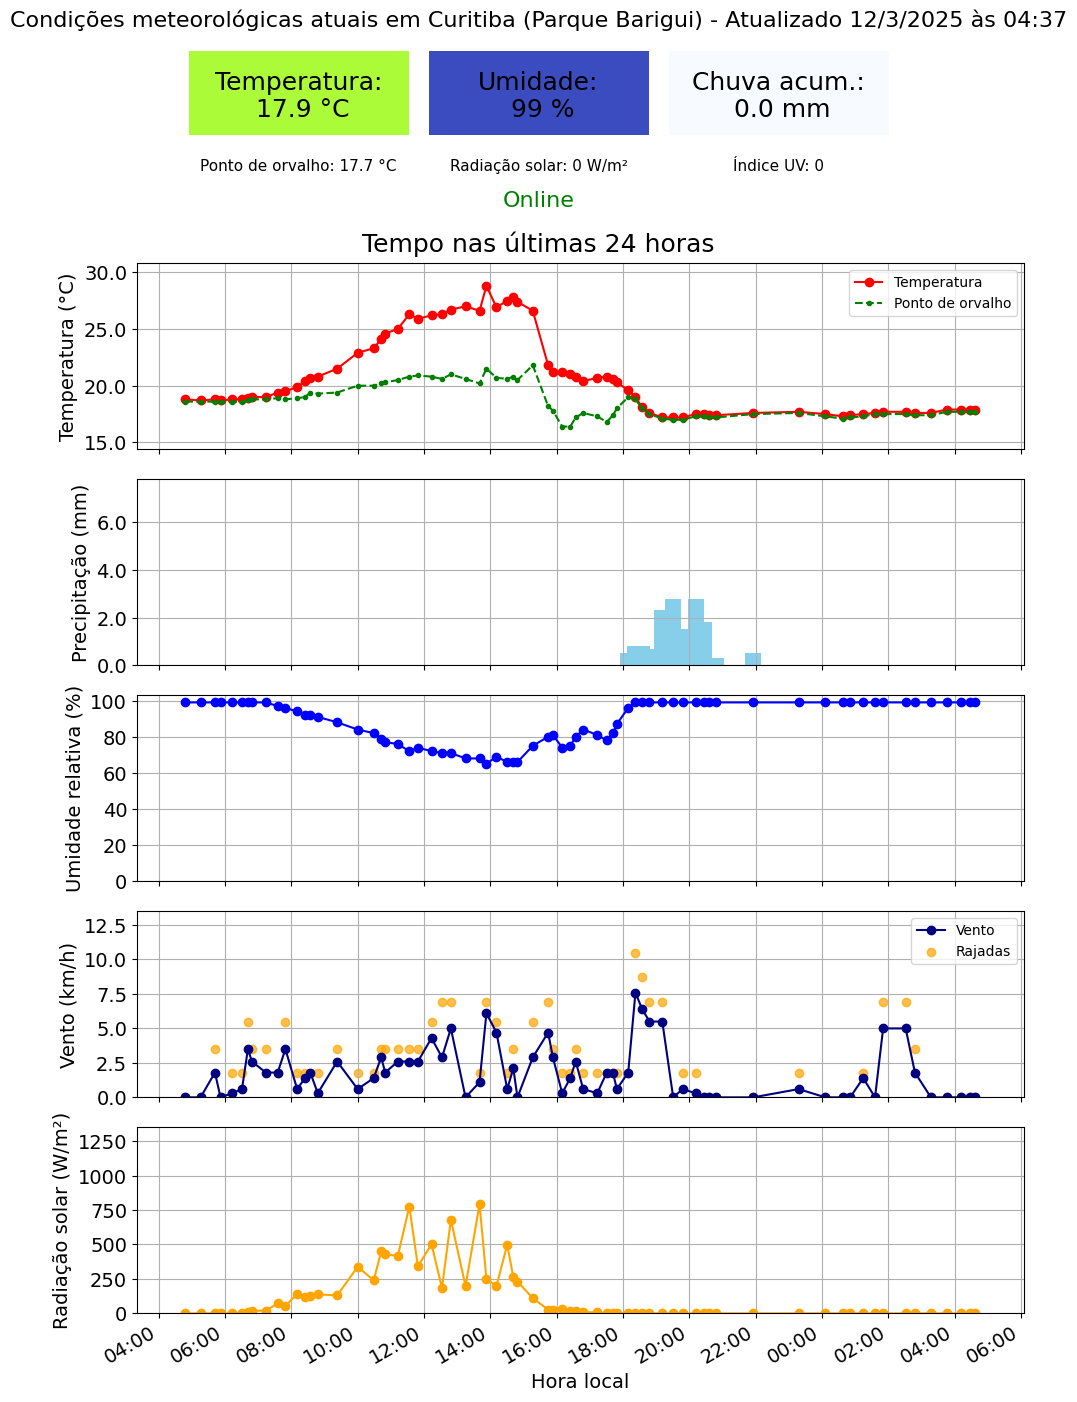 Condições meteorológicas atuais em Curitiba (Parque Barigui) - Atualizado 12/3/2025 às 04:37
Temperatura:
17.9 °C
Umidade:
99 %
Chuva acum.:
0.0 mm
Ponto de orvalho: 17.7 °C
Radiação solar: 0 W/m²
Índice UV: 0
Online
Tempo nas últimas 24 horas
Temperatura (°C)
30.0
25.0
20.0
15.0
Temperatura
Ponto de orvalho
Precipitação (mm)
6.0
4.0
2.0
0.0
Umidade relativa (%)
100
80
60
40
20
0
Vento (km/h)
12.5
10.0
7.5
5.0
2.5
0.0
Vento
Rajadas
Radiação solar (W/m²)
1250
1000
750
500
250
0
04:00
06:00
08:00
10:00
12:00
14:00
16:00
18:00
20:00
22:00
00:00
02:00
04:00
06:00
Hora local